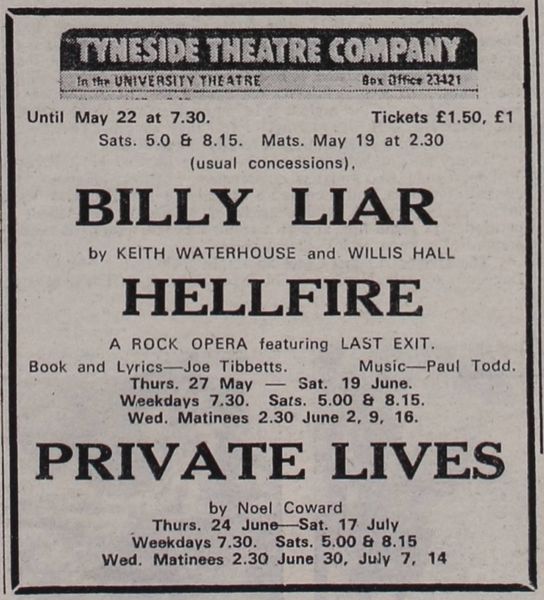 TYNESIDE THEATRE COMPANY
In the UNIVERSITY THEATRE Box Office 23421
Until May 22 at 7.30. Tickets £1.50, £1
Sats. 5.0 & 8.15. Mats. May 19 at 2.30
(usual concessions),
BILLY LIAR
by KEITH WATERHOUSE and WILLIS HALL
HELLFIRE
A ROCK OPERA featuring LAST EXIT.
Book and Lyrics—Joe Tibbetts. Music—Paul Todd.
Thurs. 27 May — Sat. 19 June.
Weekdays 7.30. Sats. 5.00 & 8.15.
Wed. Matinees 2.30 June 2, 9, 16.
PRIVATE LIVES
by Noel Coward
Thurs. 24 June—Sat. 17 July
Weekdays 7.30. Sats. 5.00 & 8.15
Wed. Matinees 2.30 June 30, July 7, 14